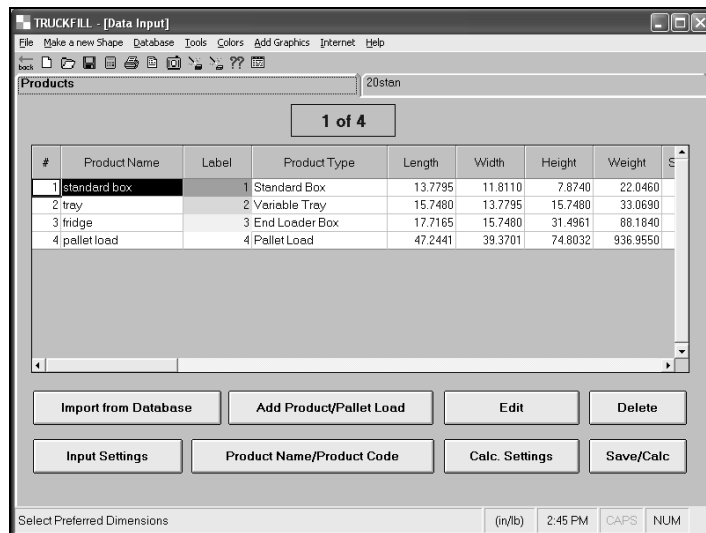 TRUCKFILL - [Data Input]
File Make a new Shape Database Tools Colors Add Graphics Internet Help
back ??
Products 20stan
1 of 4
# Product Name Label Product Type Length Width Height Weight S
1 standard box 1 Standard Box 13.7795 11.8110 7.8740 22.0460
2 tray 2 Variable Tray 15.7480 13.7795 15.7480 33.0690
3 fridge 3 End Loader Box 17.7165 15.7480 31.4961 88.1840
4 pallet load 4 Pallet Load 47.2441 39.3701 74.8032 936.9550
Import from Database Add Product/Pallet Load Edit Delete
Input Settings Product Name/Product Code Calc. Settings Save/Calc
Select Preferred Dimensions (in/lb) 2:45 PM CAPS NUM